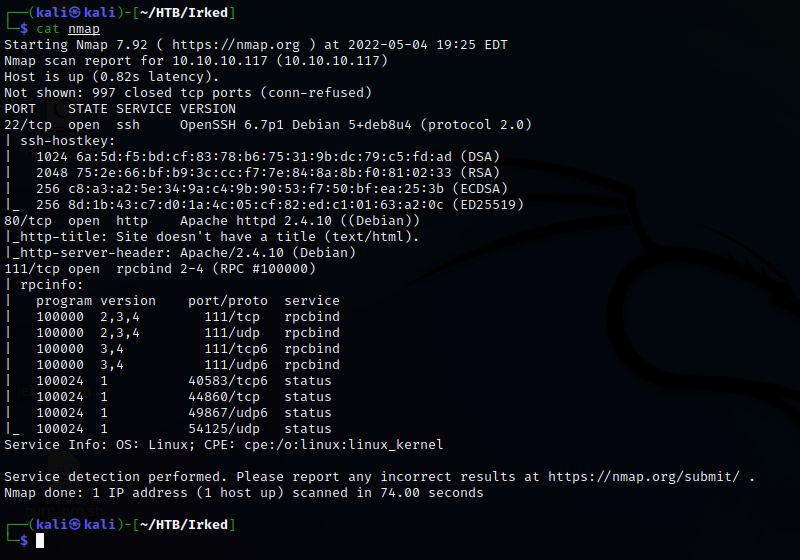 ┌──(kali㉿kali)-[~/HTB/Irked]
└─$ cat nmap
Starting Nmap 7.92 ( https://nmap.org ) at 2022-05-04 19:25 EDT
Nmap scan report for 10.10.10.117 (10.10.10.117)
Host is up (0.82s latency).
Not shown: 997 closed tcp ports (conn-refused)
PORT    STATE SERVICE VERSION
22/tcp  open  ssh     OpenSSH 6.7p1 Debian 5+deb8u4 (protocol 2.0)
| ssh-hostkey:
|   1024 6a:5d:f5:bd:cf:83:78:b6:75:31:9b:dc:79:c5:fd:ad (DSA)
|   2048 75:2e:66:bf:b9:3c:cc:f7:7e:84:8a:8b:f0:81:02:33 (RSA)
|   256 c8:a3:a2:5e:34:9a:c4:9b:90:53:f7:50:bf:ea:25:3b (ECDSA)
|_  256 8d:1b:43:c7:d0:1a:4c:05:cf:82:ed:c1:01:63:a2:0c (ED25519)
80/tcp  open  http    Apache httpd 2.4.10 ((Debian))
|_http-title: Site doesn't have a title (text/html).
|_http-server-header: Apache/2.4.10 (Debian)
111/tcp open  rpcbind 2-4 (RPC #100000)
| rpcinfo:
|   program version    port/proto  service
|   100000  2,3,4        111/tcp   rpcbind
|   100000  2,3,4        111/udp   rpcbind
|   100000  3,4          111/tcp6  rpcbind
|   100000  3,4          111/udp6  rpcbind
|   100024  1          40583/tcp6  status
|   100024  1          44860/tcp   status
|   100024  1          49867/udp6  status
|_  100024  1          54125/udp   status
Service Info: OS: Linux; CPE: cpe:/o:linux:linux_kernel

Service detection performed. Please report any incorrect results at https://nmap.org/submit/ .
Nmap done: 1 IP address (1 host up) scanned in 74.00 seconds

┌──(kali㉿kali)-[~/HTB/Irked]
└─$